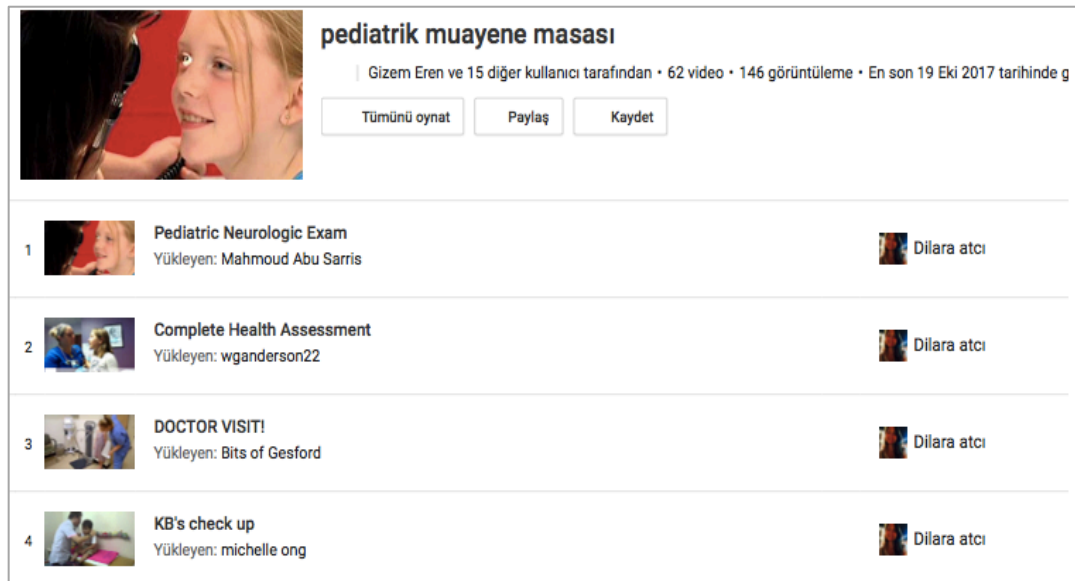 pediatrik muayene masası
Gizem Eren ve 15 diğer kullanıcı tarafından • 62 video • 146 görüntüleme • En son 19 Eki 2017 tarihinde g
Tümünü oynat Paylaş Kaydet
1 Pediatric Neurologic Exam
Yükleyen: Mahmoud Abu Sarris
Dilara atcı
2 Complete Health Assessment
Yükleyen: wganderson22
Dilara atcı
3 DOCTOR VISIT!
Yükleyen: Bits of Gesford
Dilara atcı
4 KB's check up
Yükleyen: michelle ong
Dilara atcı